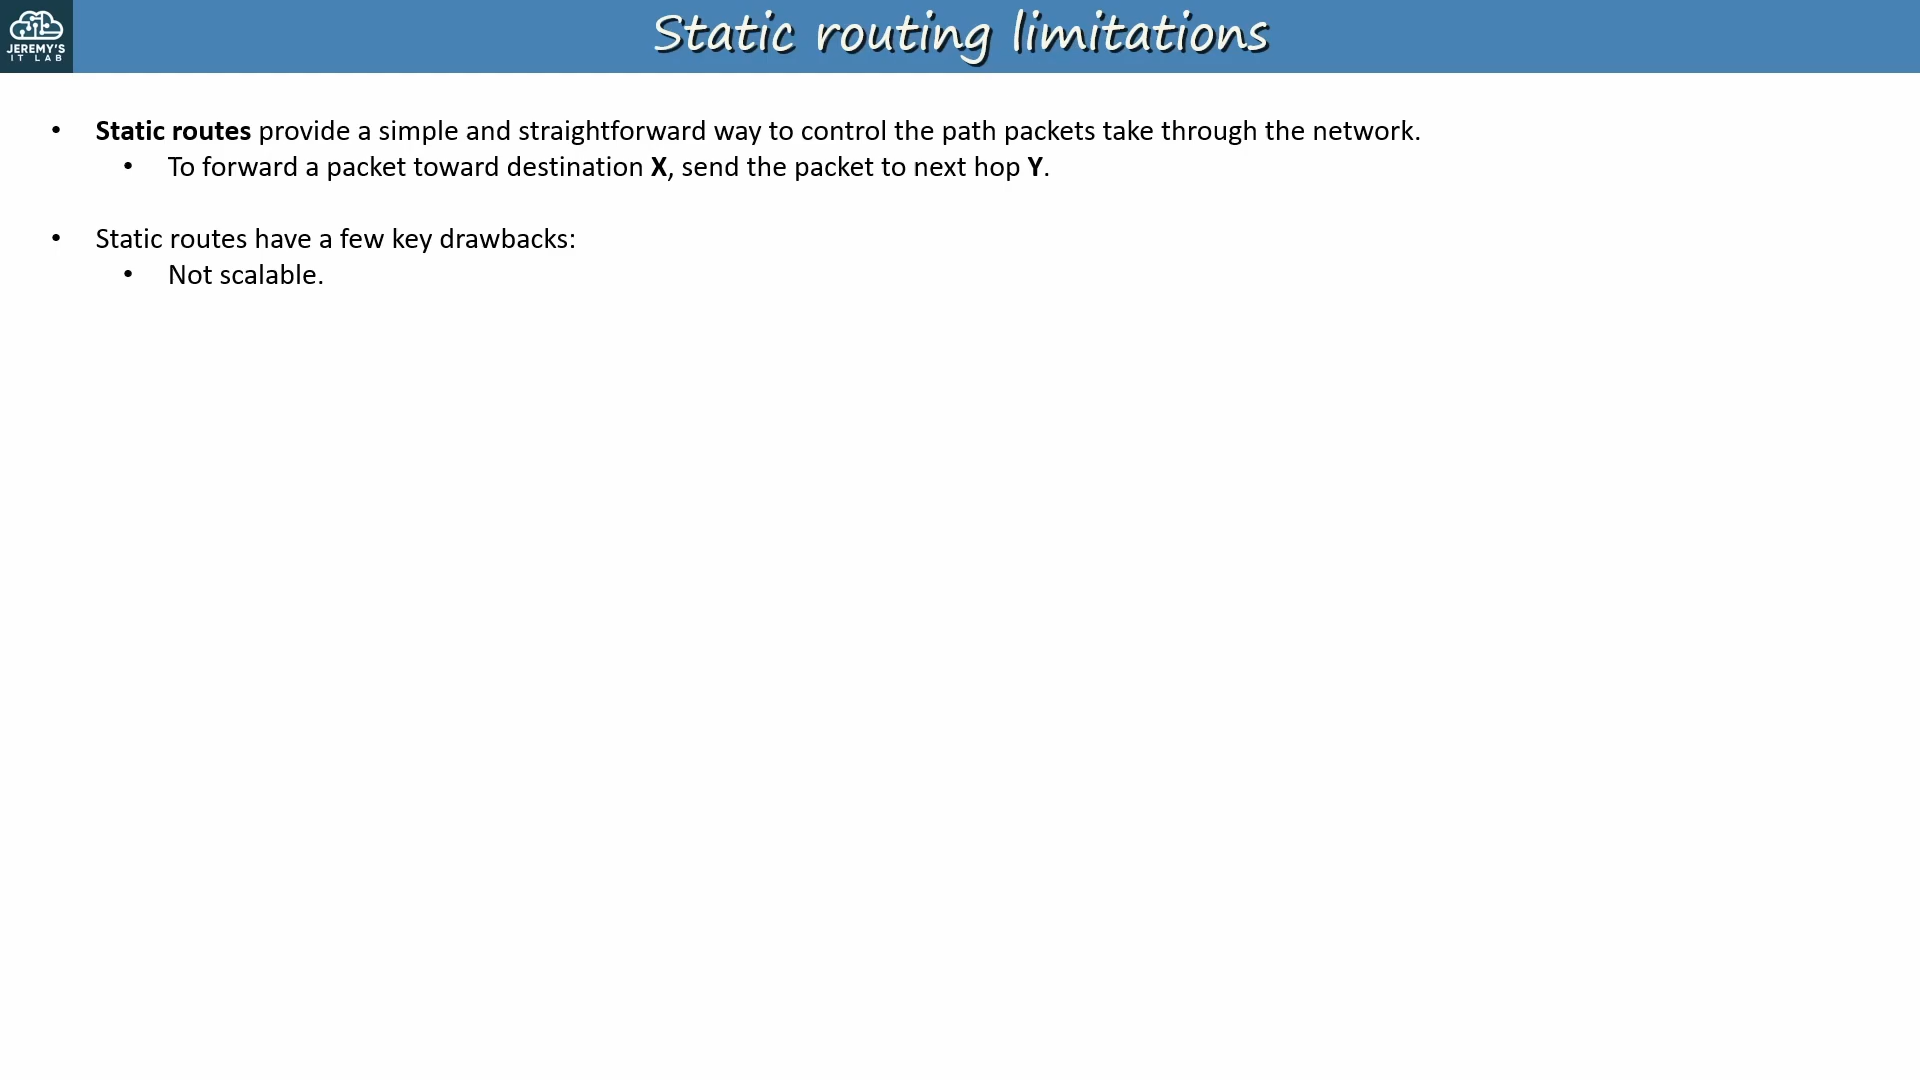 JEREMY'S
IT LAB
Static routing limitations
• Static routes provide a simple and straightforward way to control the path packets take through the network.
• To forward a packet toward destination X, send the packet to next hop Y.
• Static routes have a few key drawbacks:
• Not scalable.